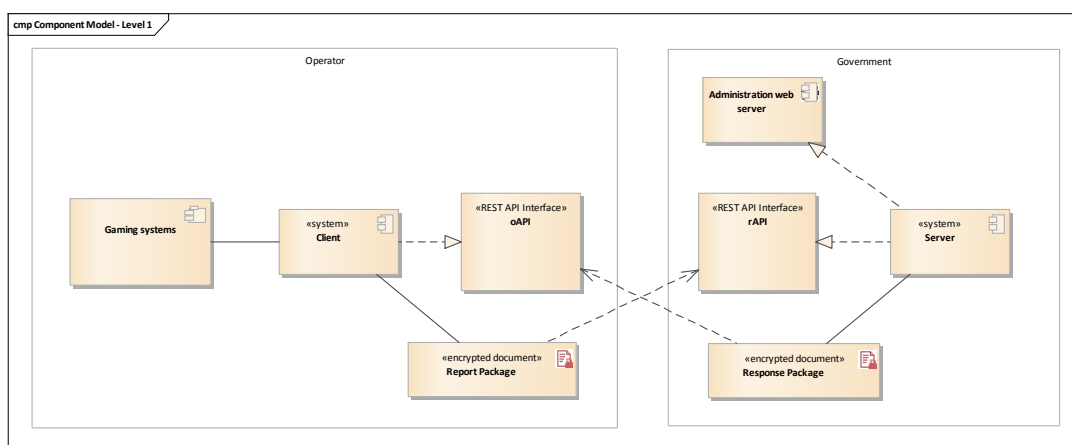 cmp Component Model - Level 1
Operator
Government
Administration web
server
Gaming systems
«system»
Client
«REST API Interface»
oAPI
«REST API Interface»
rAPI
«system»
Server
«encrypted document»
Report Package
«encrypted document»
Response Package